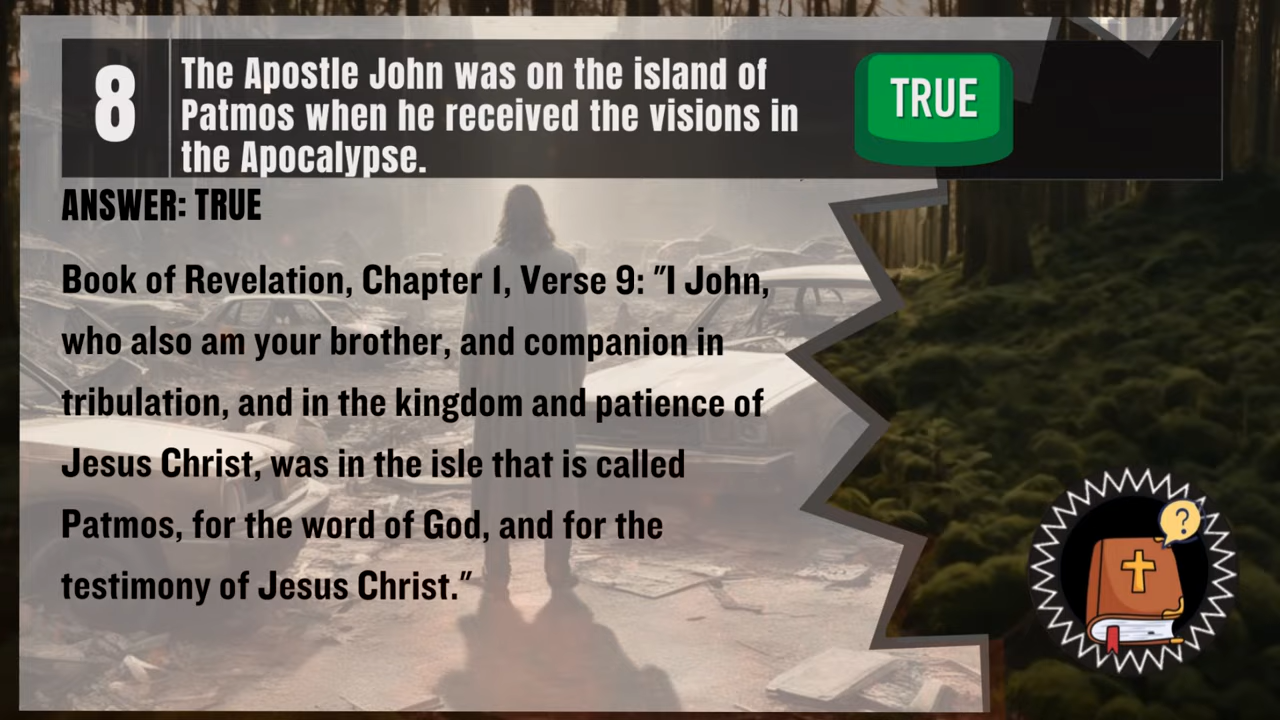 8
The Apostle John was on the island of
Patmos when he received the visions in
the Apocalypse.
TRUE
ANSWER: TRUE
Book of Revelation, Chapter 1, Verse 9: "I John,
who also am your brother, and companion in
tribulation, and in the kingdom and patience of
Jesus Christ, was in the isle that is called
Patmos, for the word of God, and for the
testimony of Jesus Christ."
?